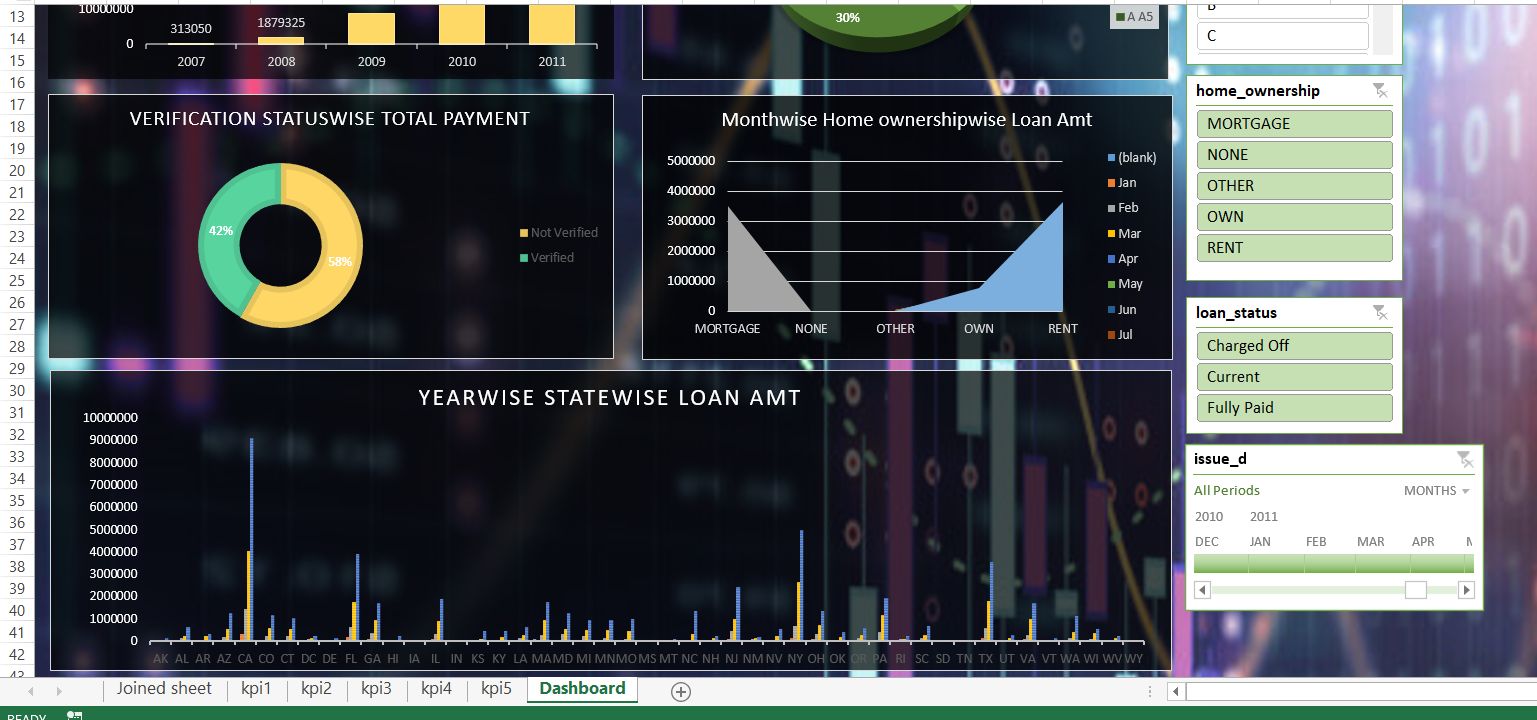 13
14
15
16
17
18
19
20
21
22
23
24
25
26
27
28
29
30
31
32
33
34
35
36
37
38
39
40
41
42
10000000
313050
1879325
0
2007 2008 2009 2010 2011
30%
A A5
B
C
VERIFICATION STATUSWISE TOTAL PAYMENT
42%
58%
Not Verified
Verified
Monthwise Home ownershipwise Loan Amt
5000000
4000000
3000000
2000000
1000000
0
MORTGAGE NONE OTHER OWN RENT
(blank)
Jan
Feb
Mar
Apr
May
Jun
Jul
home_ownership
MORTGAGE
NONE
OTHER
OWN
RENT
loan_status
Charged Off
Current
Fully Paid
YEARWISE STATEWISE LOAN AMT
10000000
9000000
8000000
7000000
6000000
5000000
4000000
3000000
2000000
1000000
0
AK AL AR AZ CA CO CT DC DE FL GA HI IA IL IN KS KY LA MA MD MI MN MO MS MT NC NH NJ NM NV NY OH OK OR PA RI SC SD TN TX UT VA VT WA WI WV WY
issue_d
All Periods MONTHS
2010 2011
DEC JAN FEB MAR APR
Joined sheet kpi1 kpi2 kpi3 kpi4 kpi5 Dashboard
READY